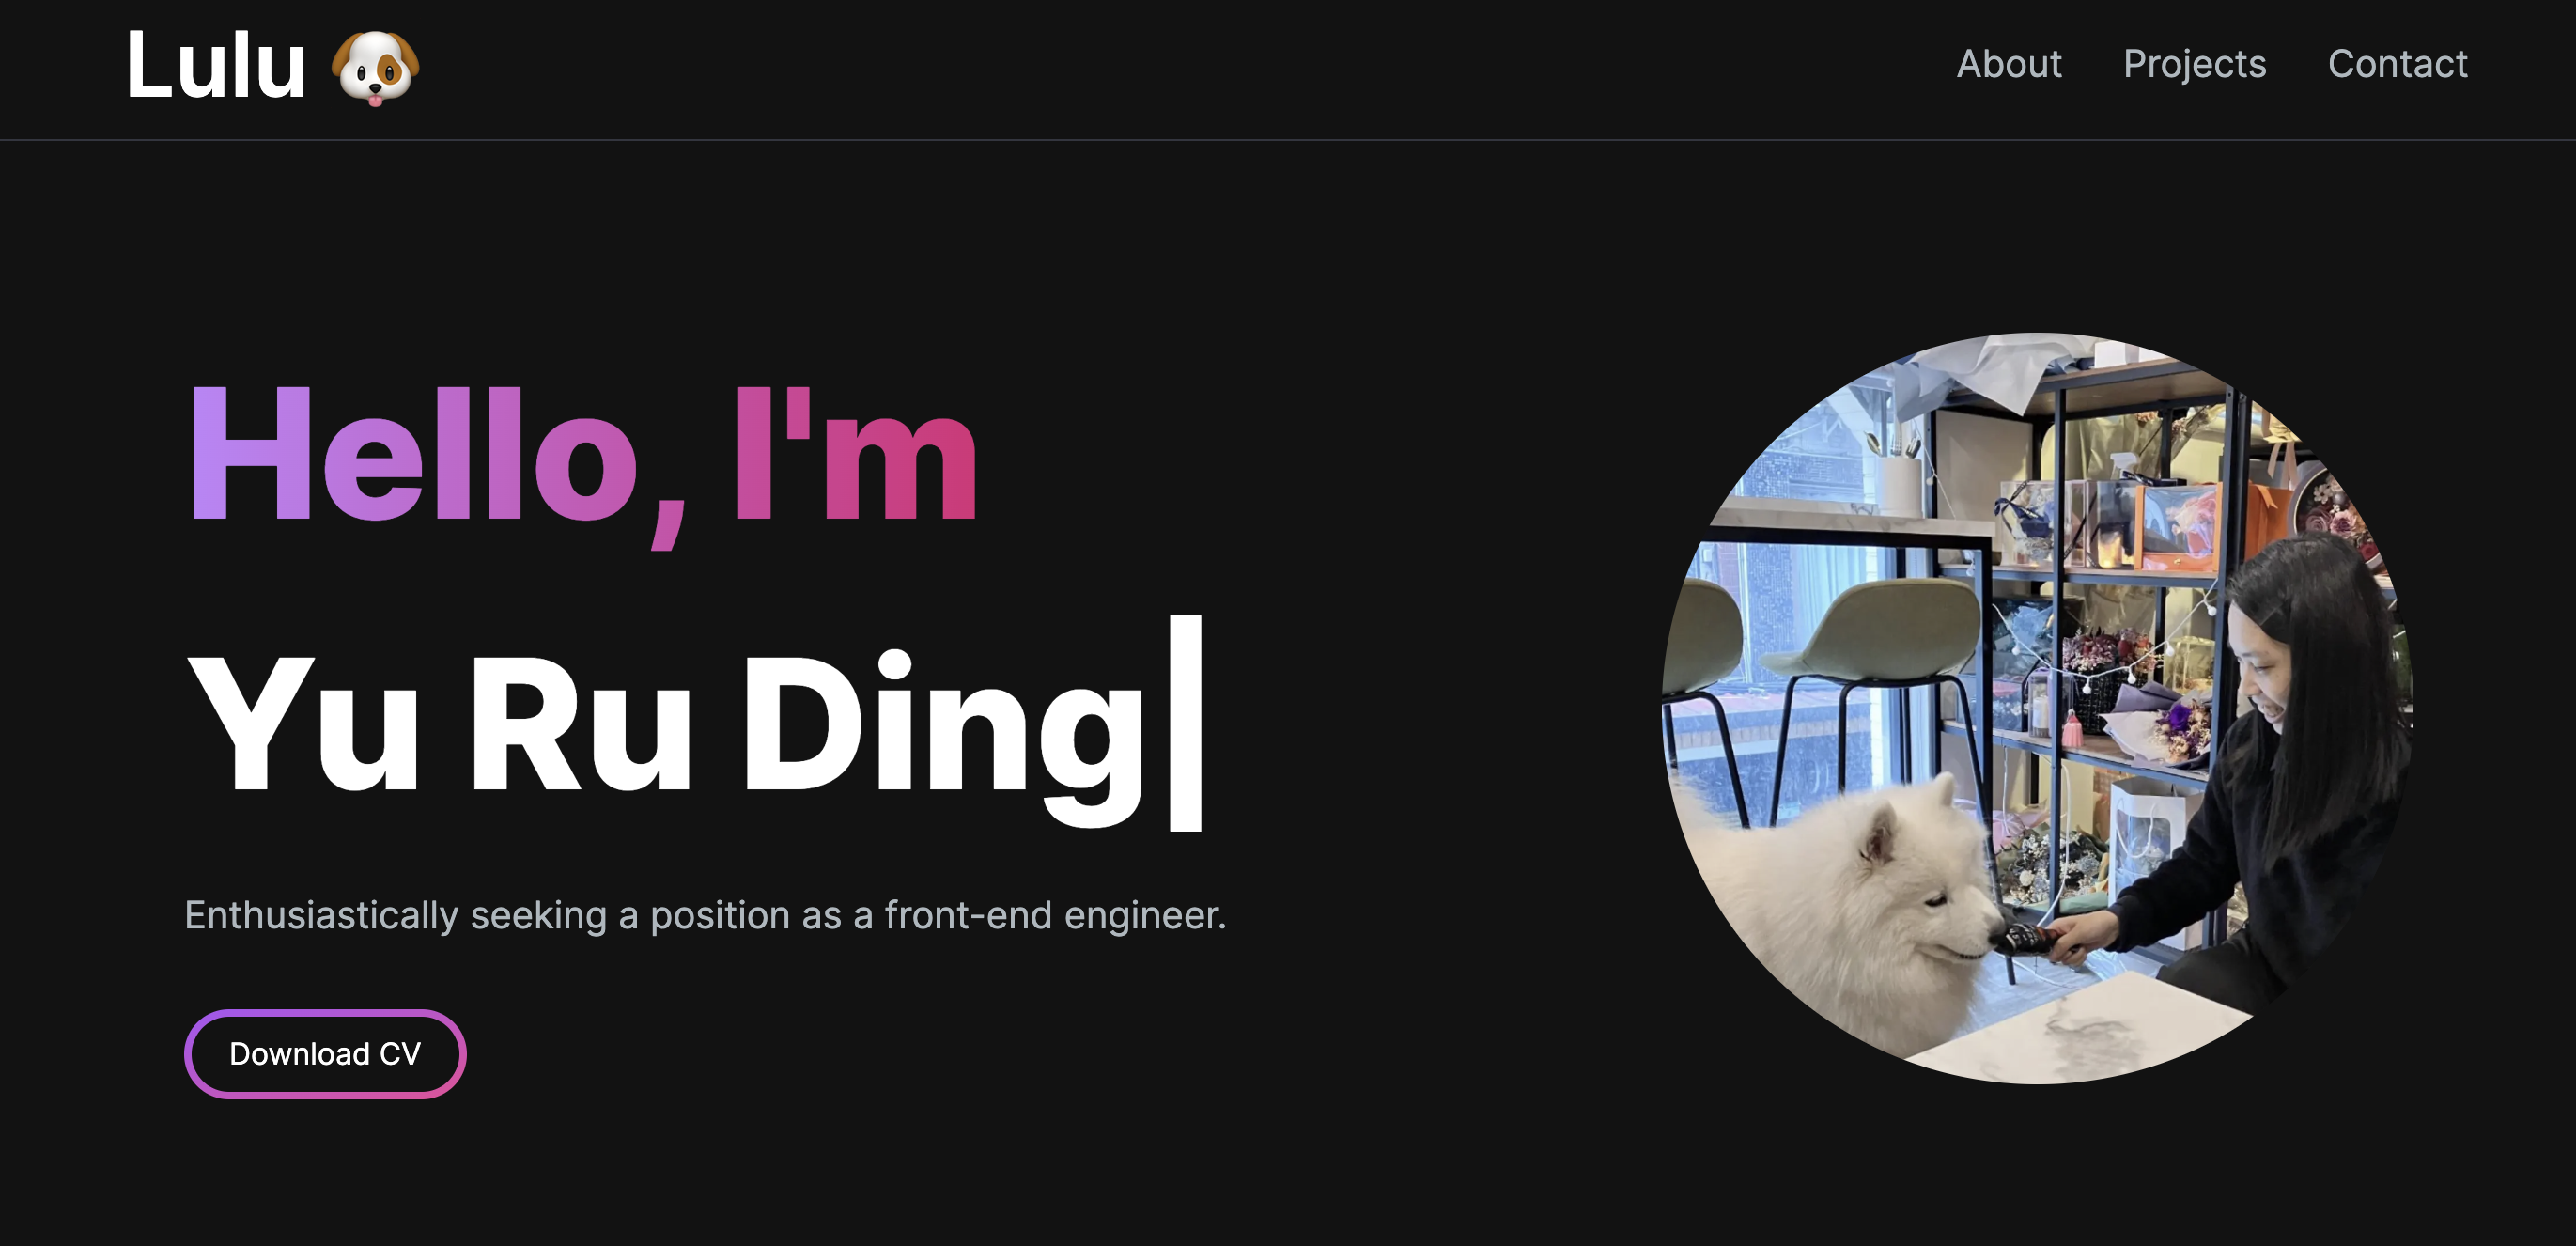 Lulu 🐶
About Projects Contact
Hello, I'm
Yu Ru Ding
Enthusiastically seeking a position as a front-end engineer.
Download CV